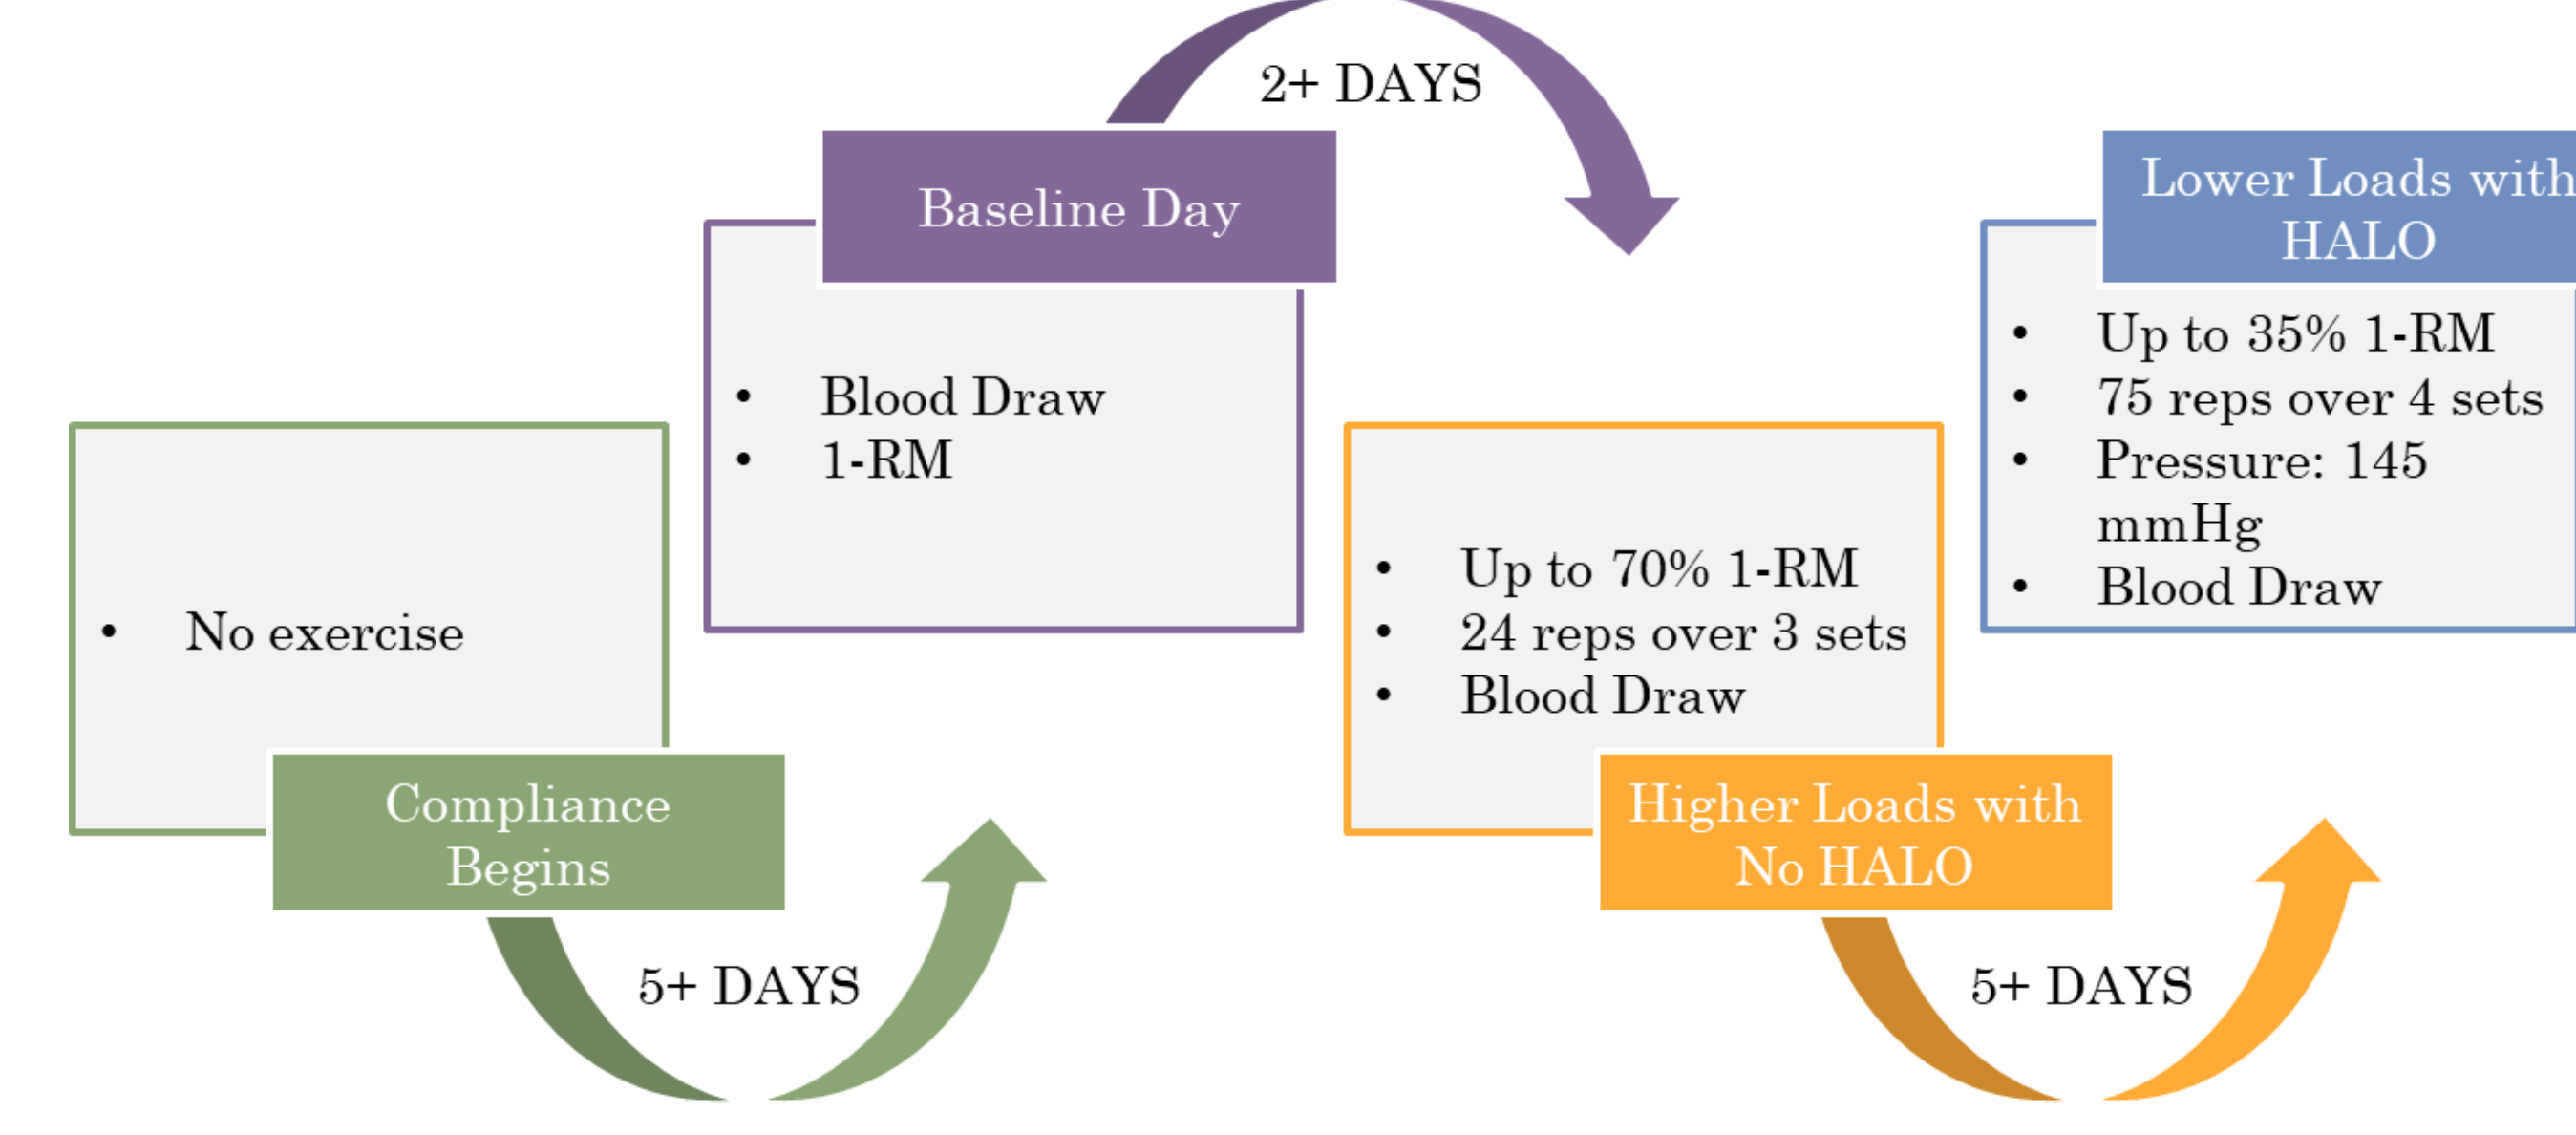 No exercise
Compliance
Begins
5+ DAYS
Baseline Day
Blood Draw
1-RM
2+ DAYS
Up to 70% 1-RM
24 reps over 3 sets
Blood Draw
Higher Loads with
No HALO
5+ DAYS
Lower Loads with
HALO
Up to 35% 1-RM
75 reps over 4 sets
Pressure: 145
mmHg
Blood Draw